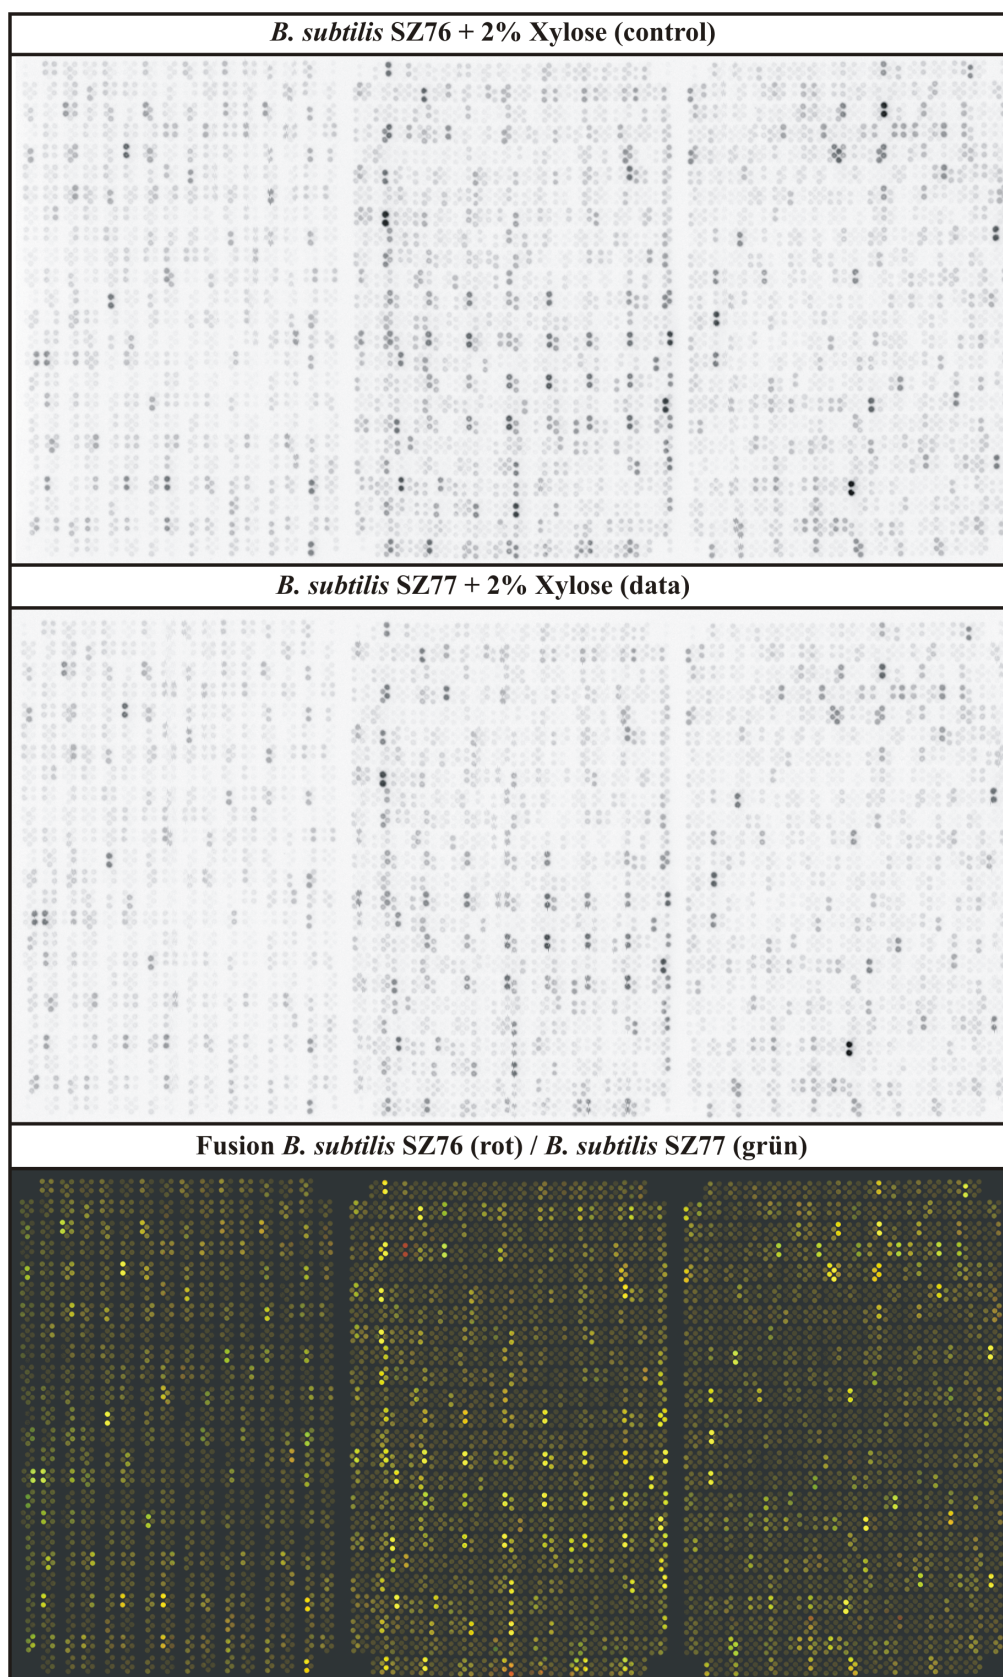 B. subtilis SZ76 + 2% Xylose (control)
B. subtilis SZ77 + 2% Xylose (data)
Fusion B. subtilis SZ76 (rot) / B. subtilis SZ77 (grün)